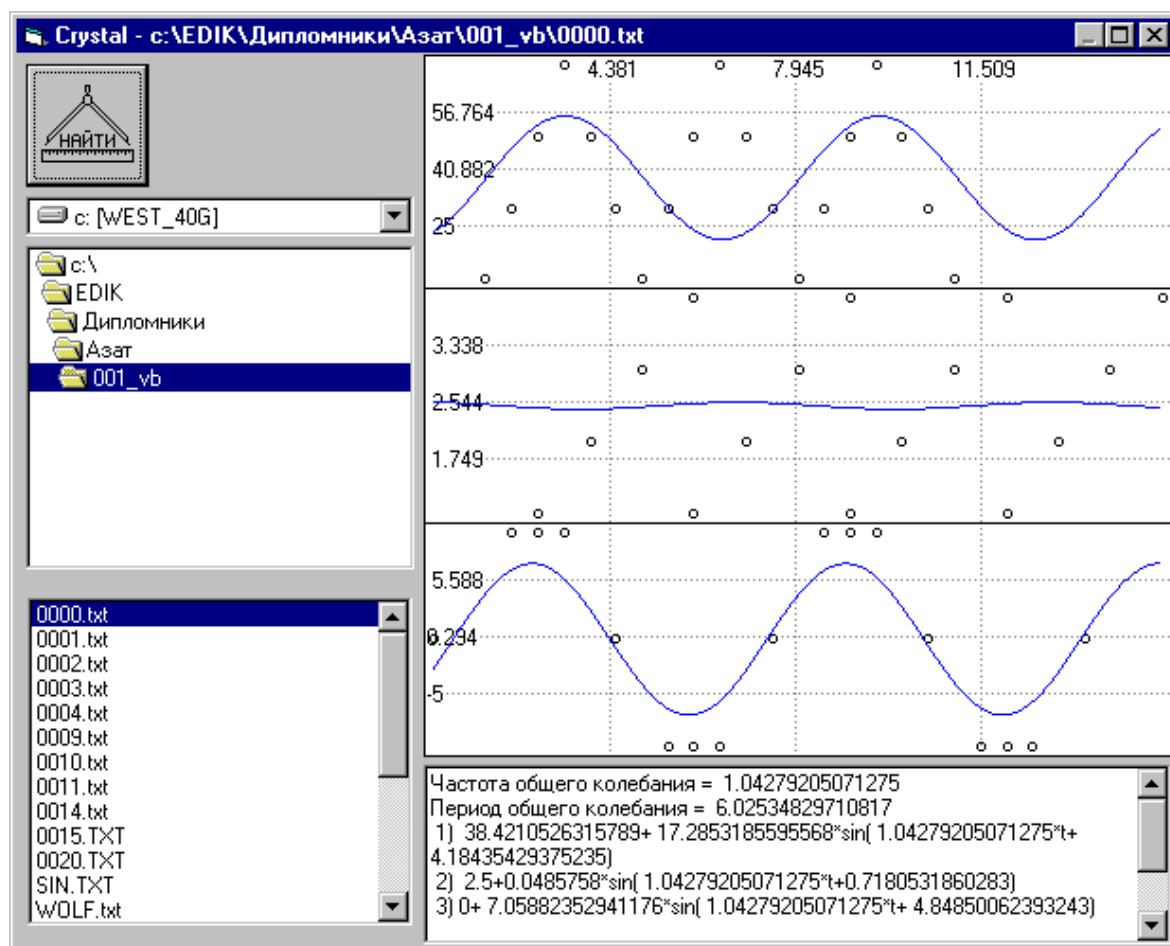 Crystal - c:\EDIK\Дипломники\Азат\001_vb\0000.txt
НАЙТИ
c: [WEST_40G]
c:\
EDIK
Дипломники
Азат
001_vb
0000.txt
0001.txt
0002.txt
0003.txt
0004.txt
0009.txt
0010.txt
0011.txt
0014.txt
0015.TXT
0020.TXT
SIN.TXT
WOLF.txt
4.381 7.945 11.509
56.764
40.882
25
3.338
2.544
1.749
5.588
0.294
-5
Частота общего колебания = 1.04279205071275
Период общего колебания = 6.02534829710817
1) 38.4210526315789+ 17.2853185595568*sin( 1.04279205071275*t+
4.18435429375235)
2) 2.5+0.0485758*sin( 1.04279205071275*t+0.7180531860283)
3) 0+ 7.05882352941176*sin( 1.04279205071275*t+ 4.84850062393243)